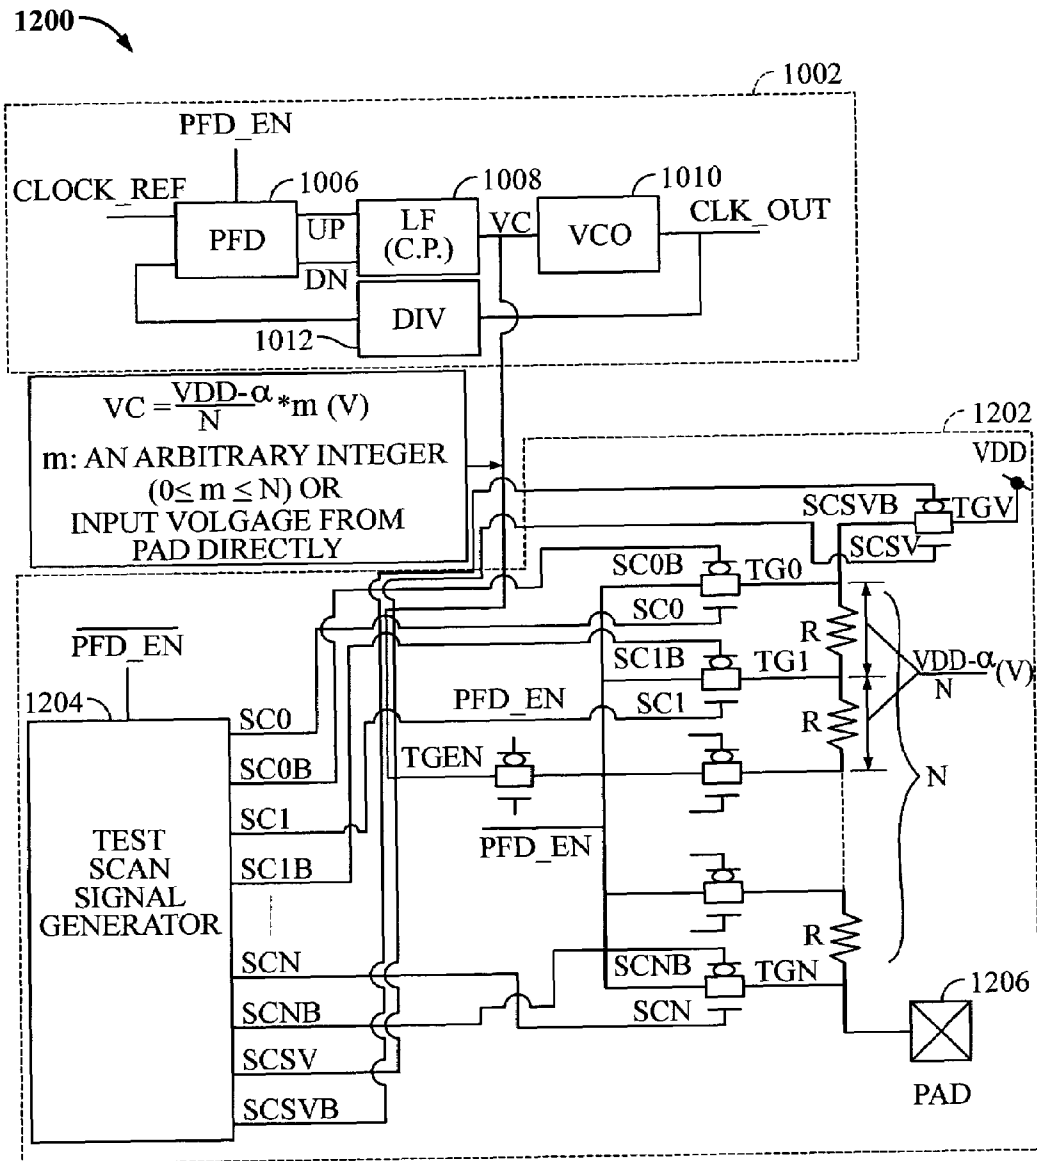 1200
1002
PFD_EN
CLOCK_REF
1006
1008
1010
CLK_OUT
PFD
UP
DN
LF
(C.P.)
VC
VCO
1012
DIV
VC = VDD-α/N *m (V)
m: AN ARBITRARY INTEGER
(0≤ m ≤ N) OR
INPUT VOLGAGE FROM
PAD DIRECTLY
1202
VDD
SCSVB
TGV
SCSV
SC0B
TG0
SC0
R
SC1B
TG1
VDD-α/N (V)
SC1
R
PFD_EN
TGEN
N
PFD_EN
R
SCNB
TGN
SCN
1206
PAD
PFD_EN
1204
TEST
SCAN
SIGNAL
GENERATOR
SC0
SC0B
SC1
SC1B
SCN
SCNB
SCSV
SCSVB